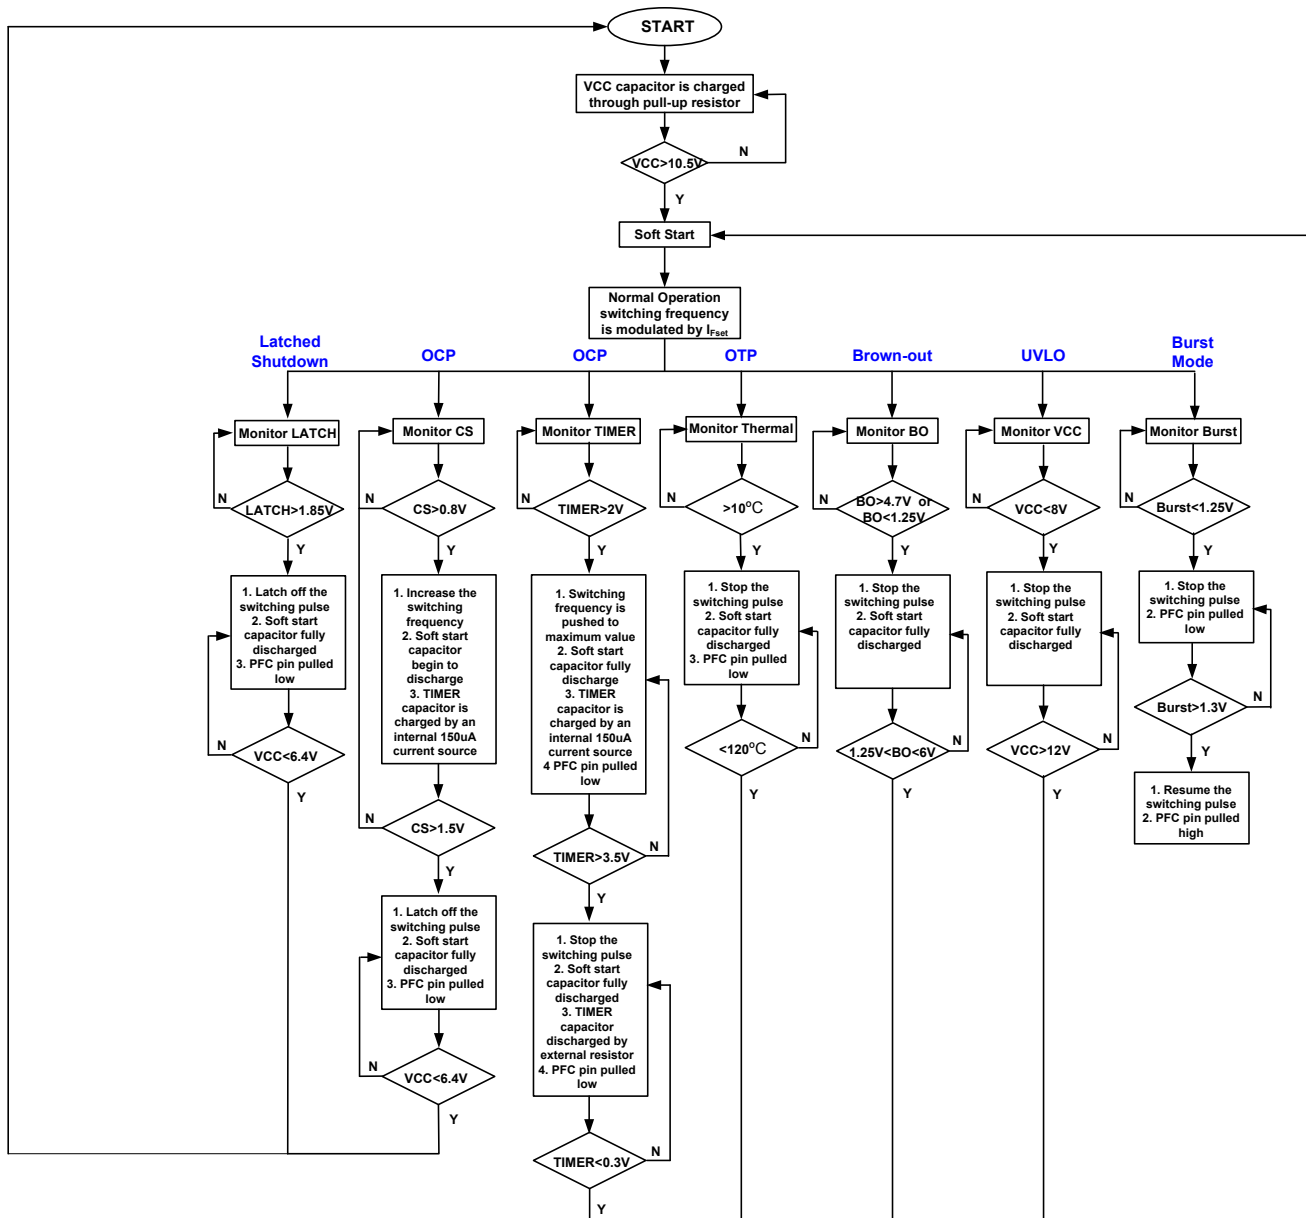 START
VCC capacitor is charged
through pull-up resistor
VCC>10.5V
N
Y
Soft Start
Normal Operation
switching frequency
is modulated by IFset
Latched
Shutdown
Monitor LATCH
N
LATCH>1.85V
Y
1. Latch off the
switching pulse
2. Soft start
capacitor fully
discharged
3. PFC pin pulled
low
N
VCC<6.4V
Y
OCP
Monitor CS
N
CS>0.8V
Y
1. Increase the
switching
frequency
2. Soft start
capacitor
begin to
discharge
3. TIMER
capacitor is
charged by an
internal 150uA
current source
N
CS>1.5V
Y
1. Latch off the
switching pulse
2. Soft start
capacitor fully
discharged
3. PFC pin pulled
low
N
VCC<6.4V
Y
OCP
Monitor TIMER
N
TIMER>2V
Y
1. Switching
frequency is
pushed to
maximum value
2. Soft start
capacitor fully
discharge
3. TIMER
capacitor is
charged by an
internal 150uA
current source
4 PFC pin pulled
low
TIMER>3.5V
N
Y
1. Stop the
switching pulse
2. Soft start
capacitor fully
discharged
3. TIMER
capacitor
discharged by
external resistor
4. PFC pin pulled
low
TIMER<0.3V
N
Y
OTP
Monitor Thermal
N
>10°C
Y
1. Stop the
switching pulse
2. Soft start
capacitor fully
discharged
3. PFC pin pulled
low
<120°C
N
Y
Brown-out
Monitor BO
N
BO>4.7V or
BO<1.25V
Y
1. Stop the
switching pulse
2. Soft start
capacitor fully
discharged
1.25V<BO<6V
N
Y
UVLO
Monitor VCC
N
VCC<8V
Y
1. Stop the
switching pulse
2. Soft start
capacitor fully
discharged
VCC>12V
N
Y
Burst
Mode
Monitor Burst
N
Burst<1.25V
Y
1. Stop the
switching pulse
2. PFC pin pulled
low
Burst>1.3V
N
Y
1. Resume the
switching pulse
2. PFC pin pulled
high